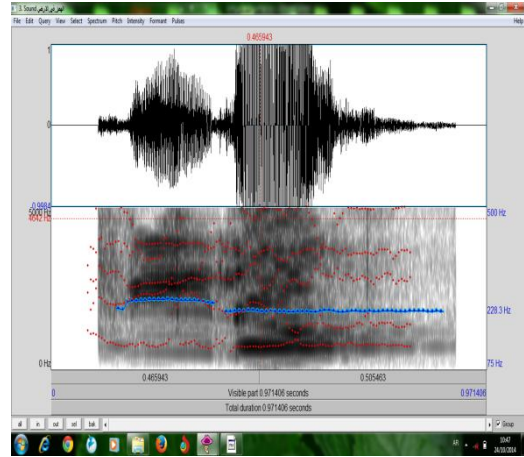 3. Sound
File Edit Query View Select Spectrum Pitch Intensity Formant Pulses Help
0.465943
1
0
-0.9984
5000 Hz
4642 Hz
500 Hz
228.3 Hz
0 Hz
75 Hz
0.465943 0.505463
0 Visible part 0.971406 seconds 0.971406
Total duration 0.971406 seconds
all in out sel bak Group
AR 10:47
24/10/2014